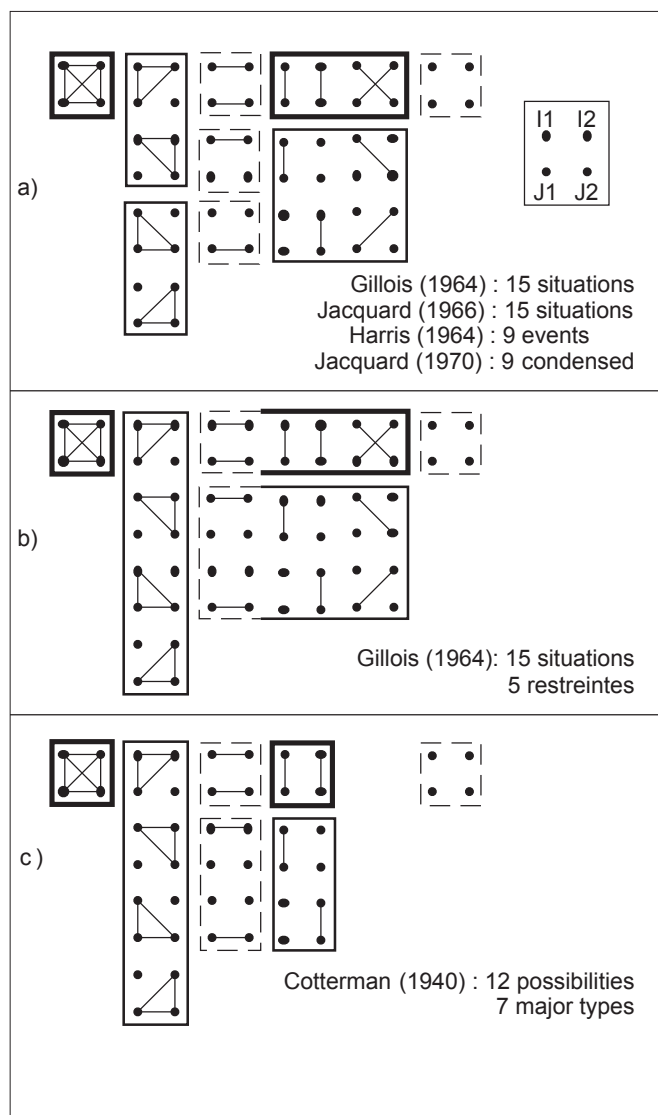 I1 I2
J1 J2
a)
Gillois (1964) : 15 situations
Jacquard (1966) : 15 situations
Harris (1964) : 9 events
Jacquard (1970) : 9 condensed
b)
Gillois (1964): 15 situations
5 restreintes
c)
Cotterman (1940) : 12 possibilities
7 major types